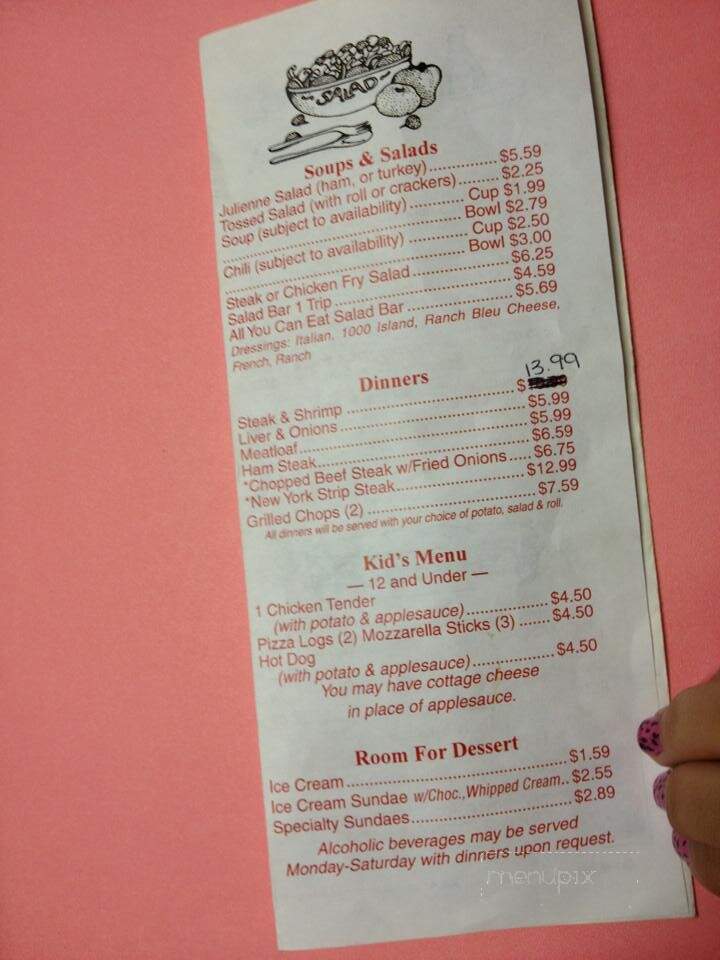 SALAD
Soups & Salads
Julienne Salad (ham, or turkey)................ $5.59
Tossed Salad (with roll or crackers)......... $2.25
Soup (subject to availability) ............ Cup $1.99
............................................... Bowl $2.79
Chili (subject to availability) ............. Cup $2.50
............................................... Bowl $3.00
Steak or Chicken Fry Salad....................... $6.25
Salad Bar 1 Trip........................................ $4.59
All You Can Eat Salad Bar ....................... $5.69
Dressings: Italian. 1000 Island, Ranch Bleu Cheese,
French, Ranch
Dinners
13.99
Steak & Shrimp ........................................ $
Liver & Onions........................................... $5.99
Meatloaf.................................................... $5.99
Ham Steak................................................ $6.59
*Chopped Beef Steak w/Fried Onions..... $6.75
*New York Strip Steak.............................. $12.99
Grilled Chops (2) ...................................... $7.59
All dinners will be served with your choice of potato, salad & roll.
Kid's Menu
— 12 and Under —
1 Chicken Tender
(with potato & applesauce)................... $4.50
Pizza Logs (2) Mozzarella Sticks (3) ....... $4.50
Hot Dog
(with potato & applesauce)................... $4.50
You may have cottage cheese
in place of applesauce.
Room For Dessert
Ice Cream.................................................. $1.59
Ice Cream Sundae w/Choc., Whipped Cream.. $2.55
Specialty Sundaes..................................... $2.89
Alcoholic beverages may be served
Monday-Saturday with dinners upon request.
menupix